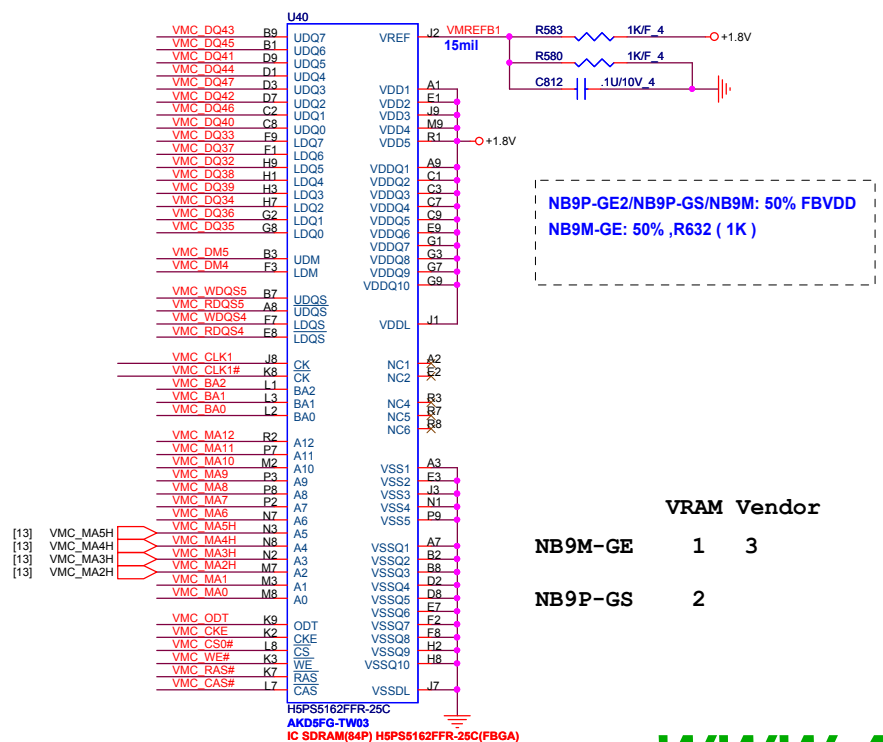 U40
VMC_DQ43 B9 UDQ7 VREF J2 VMREFB1 R583 1K/F_4 +1.8V
VMC_DQ45 B1 UDQ6 15mil
VMC_DQ41 D9 UDQ5 R580 1K/F_4
VMC_DQ44 D1 UDQ4
VMC_DQ47 D3 UDQ3 VDD1 A1 C812 .1U/10V_4
VMC_DQ42 D7 UDQ2 VDD2 E1
VMC_DQ46 C2 UDQ1 VDD3 J9
VMC_DQ40 C8 UDQ0 VDD4 M9
VMC_DQ33 F9 LDQ7 VDD5 R1 +1.8V
VMC_DQ37 F1 LDQ6
VMC_DQ32 H9 LDQ5 VDDQ1 A9
VMC_DQ38 H1 LDQ4 VDDQ2 C1
VMC_DQ39 H3 LDQ3 VDDQ3 C3
VMC_DQ34 H7 LDQ2 VDDQ4 C7
VMC_DQ36 G2 LDQ1 VDDQ5 C9
VMC_DQ35 G8 LDQ0 VDDQ6 E9
VDDQ7 G1
VMC_DM5 B3 UDM VDDQ8 G3
VMC_DM4 F3 LDM VDDQ9 G7
VDDQ10 G9
NB9P-GE2/NB9P-GS/NB9M: 50% FBVDD
NB9M-GE: 50% ,R632 ( 1K )
VMC_WDQS5 B7 UDQS
VMC_RDQS5 A8 UDQS
VMC_WDQS4 F7 LDQS VDDL J1
VMC_RDQS4 E8 LDQS
VMC_CLK1 J8 CK NC1 A2
VMC_CLK1# K8 CK NC2 E2
VMC_BA2 L1 BA2
VMC_BA1 L3 BA1 NC4 R3
VMC_BA0 L2 BA0 NC5 R7
NC6 R8
VMC_MA12 R2 A12
VMC_MA11 P7 A11
VMC_MA10 M2 A10 VSS1 A3
VMC_MA9 P3 A9 VSS2 E3
VMC_MA8 P8 A8 VSS3 J3
VMC_MA7 P2 A7 VSS4 N1
VMC_MA6 N7 A6 VSS5 P9
[13] VMC_MA5H VMC_MA5H N3 A5
[13] VMC_MA4H VMC_MA4H N8 A4 VSSQ1 A7
[13] VMC_MA3H VMC_MA3H N2 A3 VSSQ2 B2
[13] VMC_MA2H VMC_MA2H M7 A2 VSSQ3 B8
VMC_MA1 M3 A1 VSSQ4 D2
VMC_MA0 M8 A0 VSSQ5 D8
VSSQ6 E7
VMC_ODT K9 ODT VSSQ7 F2
VMC_CKE K2 CKE VSSQ8 F8
VMC_CS0# L8 CS VSSQ9 H2
VMC_WE# K3 WE VSSQ10 H8
VMC_RAS# K7 RAS
VMC_CAS# L7 CAS VSSDL J7
VRAM Vendor
NB9M-GE 1 3
NB9P-GS 2
H5PS5162FFR-25C
AKD5FG-TW03
IC SDRAM(84P) H5PS5162FFR-25C(FBGA)